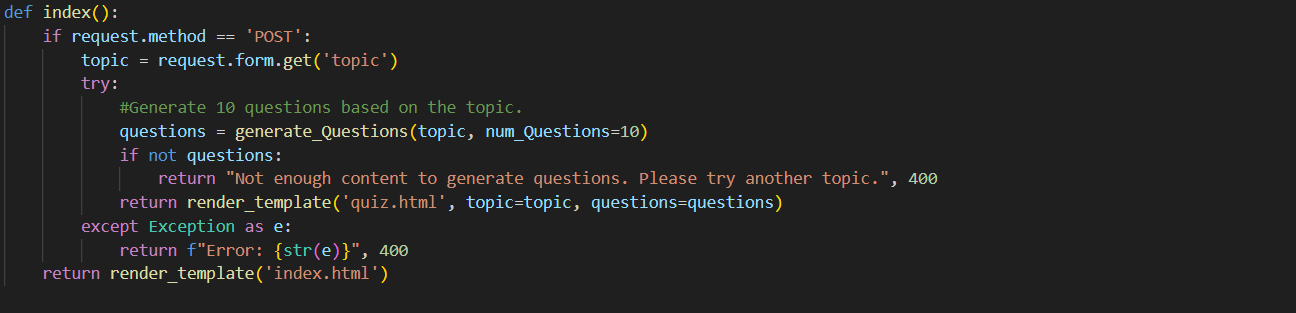 def index():
    if request.method == 'POST':
        topic = request.form.get('topic')
        try:
            #Generate 10 questions based on the topic.
            questions = generate_Questions(topic, num_Questions=10)
            if not questions:
                return "Not enough content to generate questions. Please try another topic.", 400
            return render_template('quiz.html', topic=topic, questions=questions)
        except Exception as e:
            return f"Error: {str(e)}", 400
    return render_template('index.html')